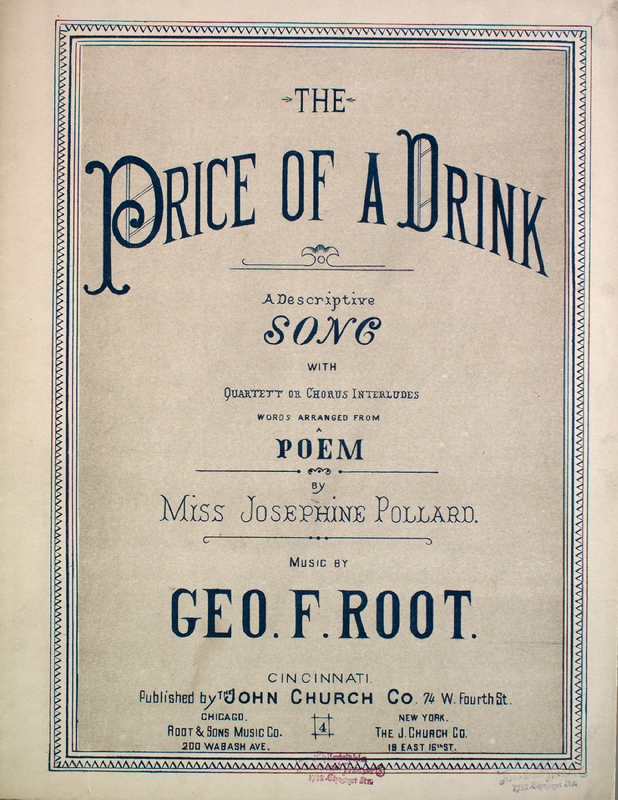 THE
PRICE OF A DRINK
A Descriptive
SONG
WITH
QUARTETT OR CHORUS INTERLUDES
WORDS ARRANGED FROM
A
POEM
BY
MISS JOSEPHINE POLLARD.
MUSIC BY
GEO. F. ROOT.
CINCINNATI.
Published by THE JOHN CHURCH CO. 74 W. Fourth St.
CHICAGO. NEW YORK.
ROOT & SONS MUSIC CO. 4 THE J. CHURCH CO.
200 WABASH AVE. 18 EAST 16TH ST.